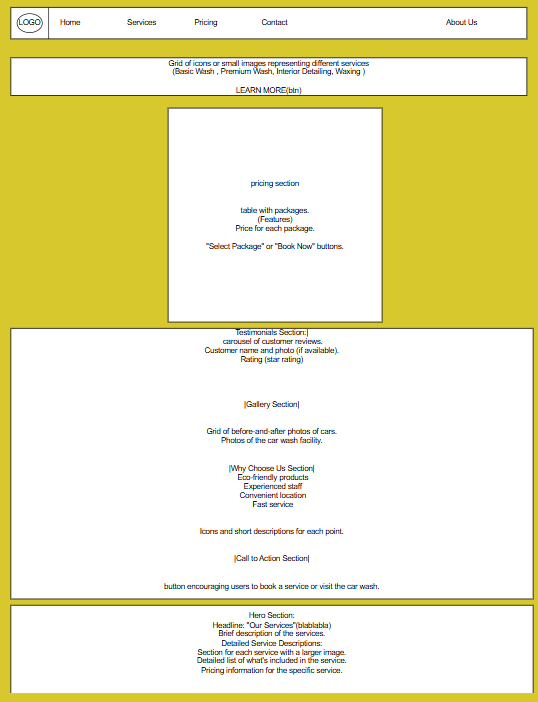 LOGO Home Services Pricing Contact About Us
Grid of icons or small images representing different services
(Basic Wash , Premium Wash, Interior Detailing, Waxing )
LEARN MORE(btn)
pricing section
table with packages.
(Features)
Price for each package.
"Select Package" or "Book Now" buttons.
Testimonials Section:|
carousel of customer reviews.
Customer name and photo (if available).
Rating (star rating)
|Gallery Section|
Grid of before-and-after photos of cars.
Photos of the car wash facility.
|Why Choose Us Section|
Eco-friendly products
Experienced staff
Convenient location
Fast service
Icons and short descriptions for each point.
|Call to Action Section|
button encouraging users to book a service or visit the car wash.
Hero Section:
Headline: "Our Services"(blablabla)
Brief description of the services.
Detailed Service Descriptions:
Section for each service with a larger image.
Detailed list of what's included in the service.
Pricing information for the specific service.